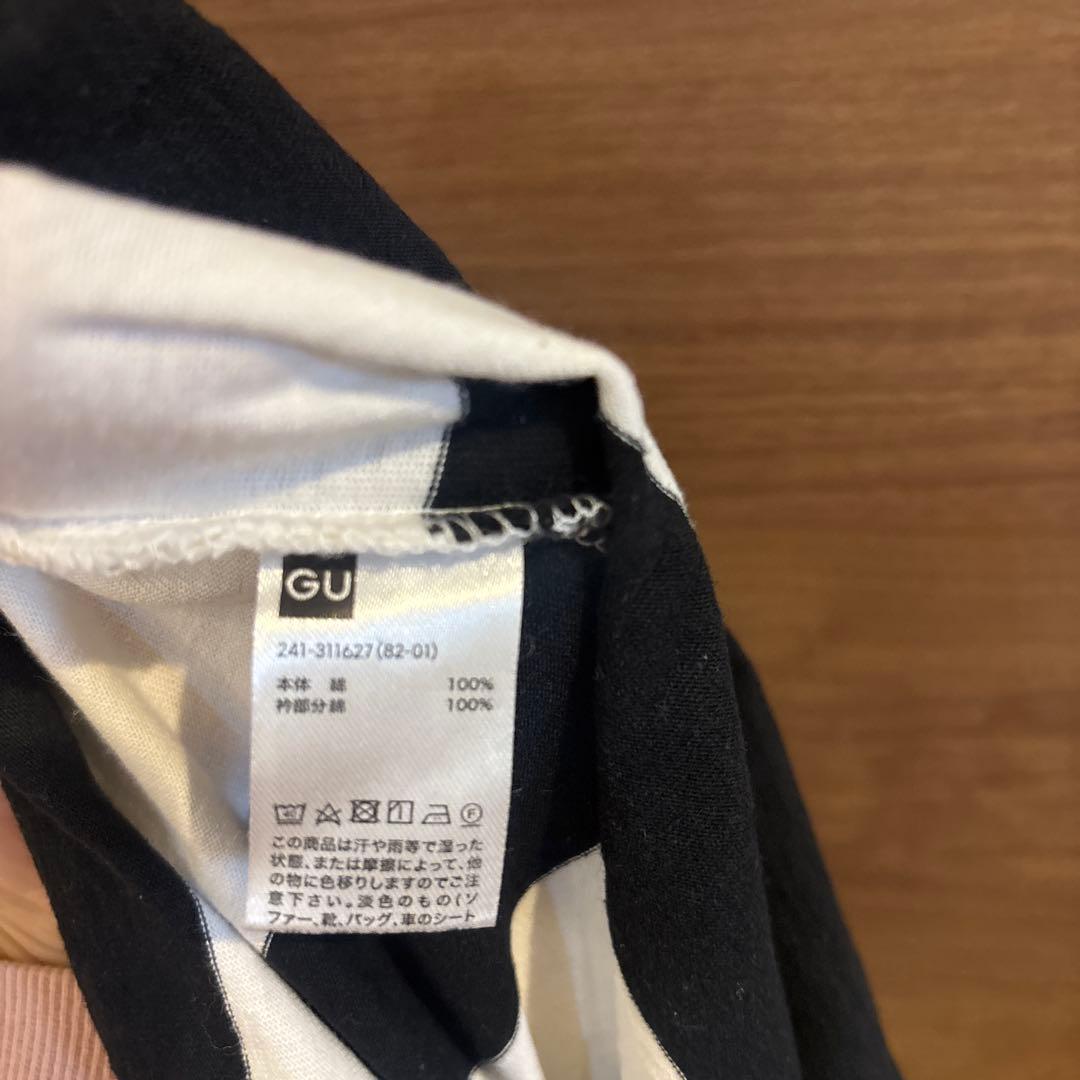 GU
241-311627(82-01)
本体 綿 100%
衿部分綿 100%
40
F
この商品は汗や雨等で湿った
状態、または摩擦によって、他
の物に色移りしますのでご注
意下さい。淡色のもの(ソ
ファー、靴、バッグ、車のシート